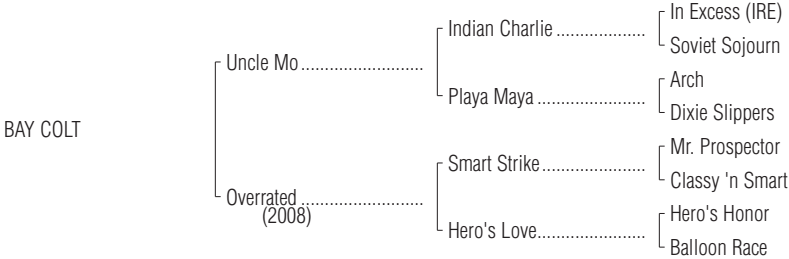 In Excess (IRE)
Indian Charlie ...................
Soviet Sojourn
Uncle Mo ..........................
Arch
Playa Maya .......................
Dixie Slippers
BAY COLT
Mr. Prospector
Smart Strike......................
Classy 'n Smart
Overrated ..........................
(2008)
Hero's Honor
Hero's Love.......................
Balloon Race